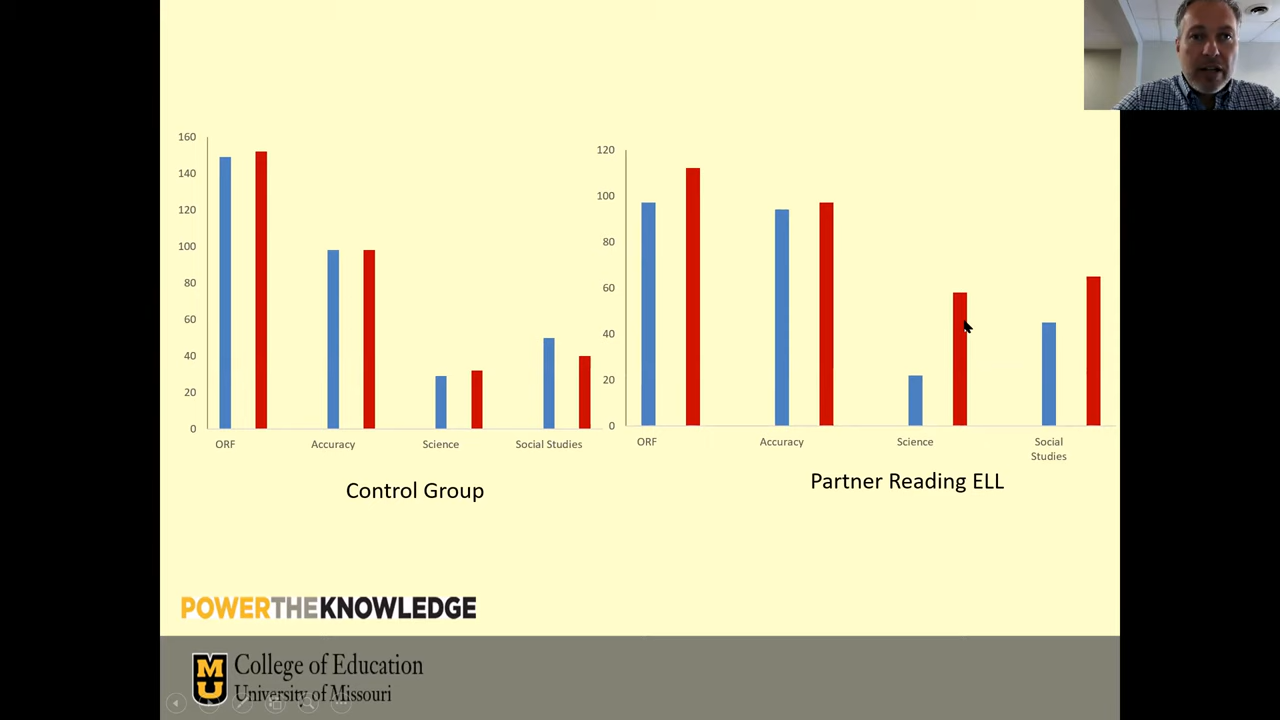 160
140
120
100
80
60
40
20
0
ORF
Accuracy
Science
Social Studies
Control Group
120
100
80
60
40
20
0
ORF
Accuracy
Science
Social
Studies
Partner Reading ELL
POWERTHEKNOWLEDGE
MU
College of Education
University of Missouri